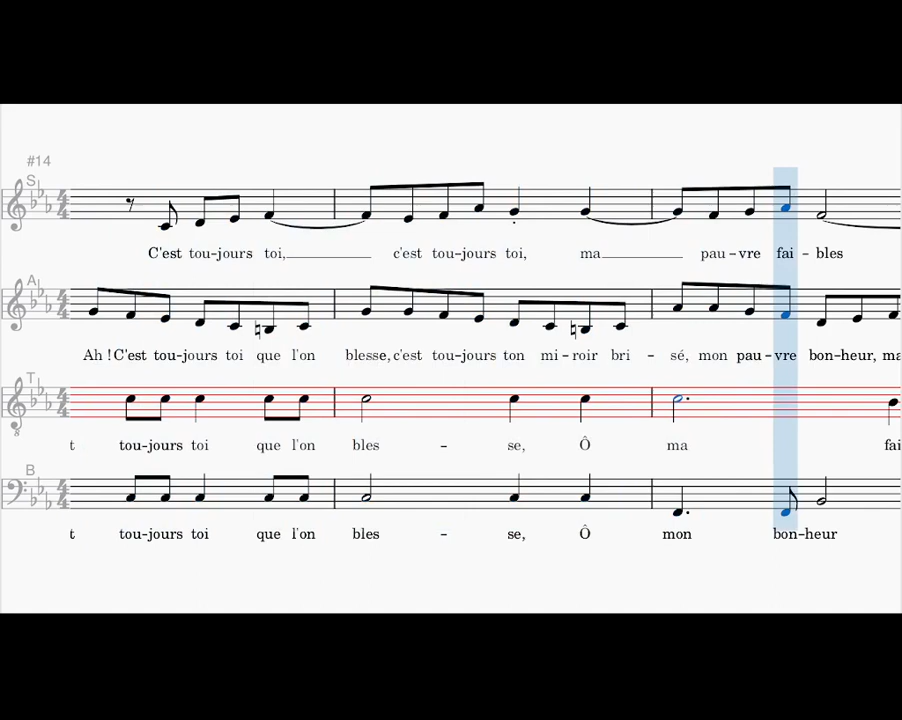 #14
S
C'est tou-jours toi, c'est tou-jours toi, ma pau-vre fai-bles
A
Ah ! C'est tou-jours toi que l'on blesse, c'est tou-jours ton mi-roir bri-sé, mon pau-vre bon-heur, ma
T
t tou-jours toi que l'on bles-se, Ô ma fai
B
t tou-jours toi que l'on bles-se, Ô mon bon-heur